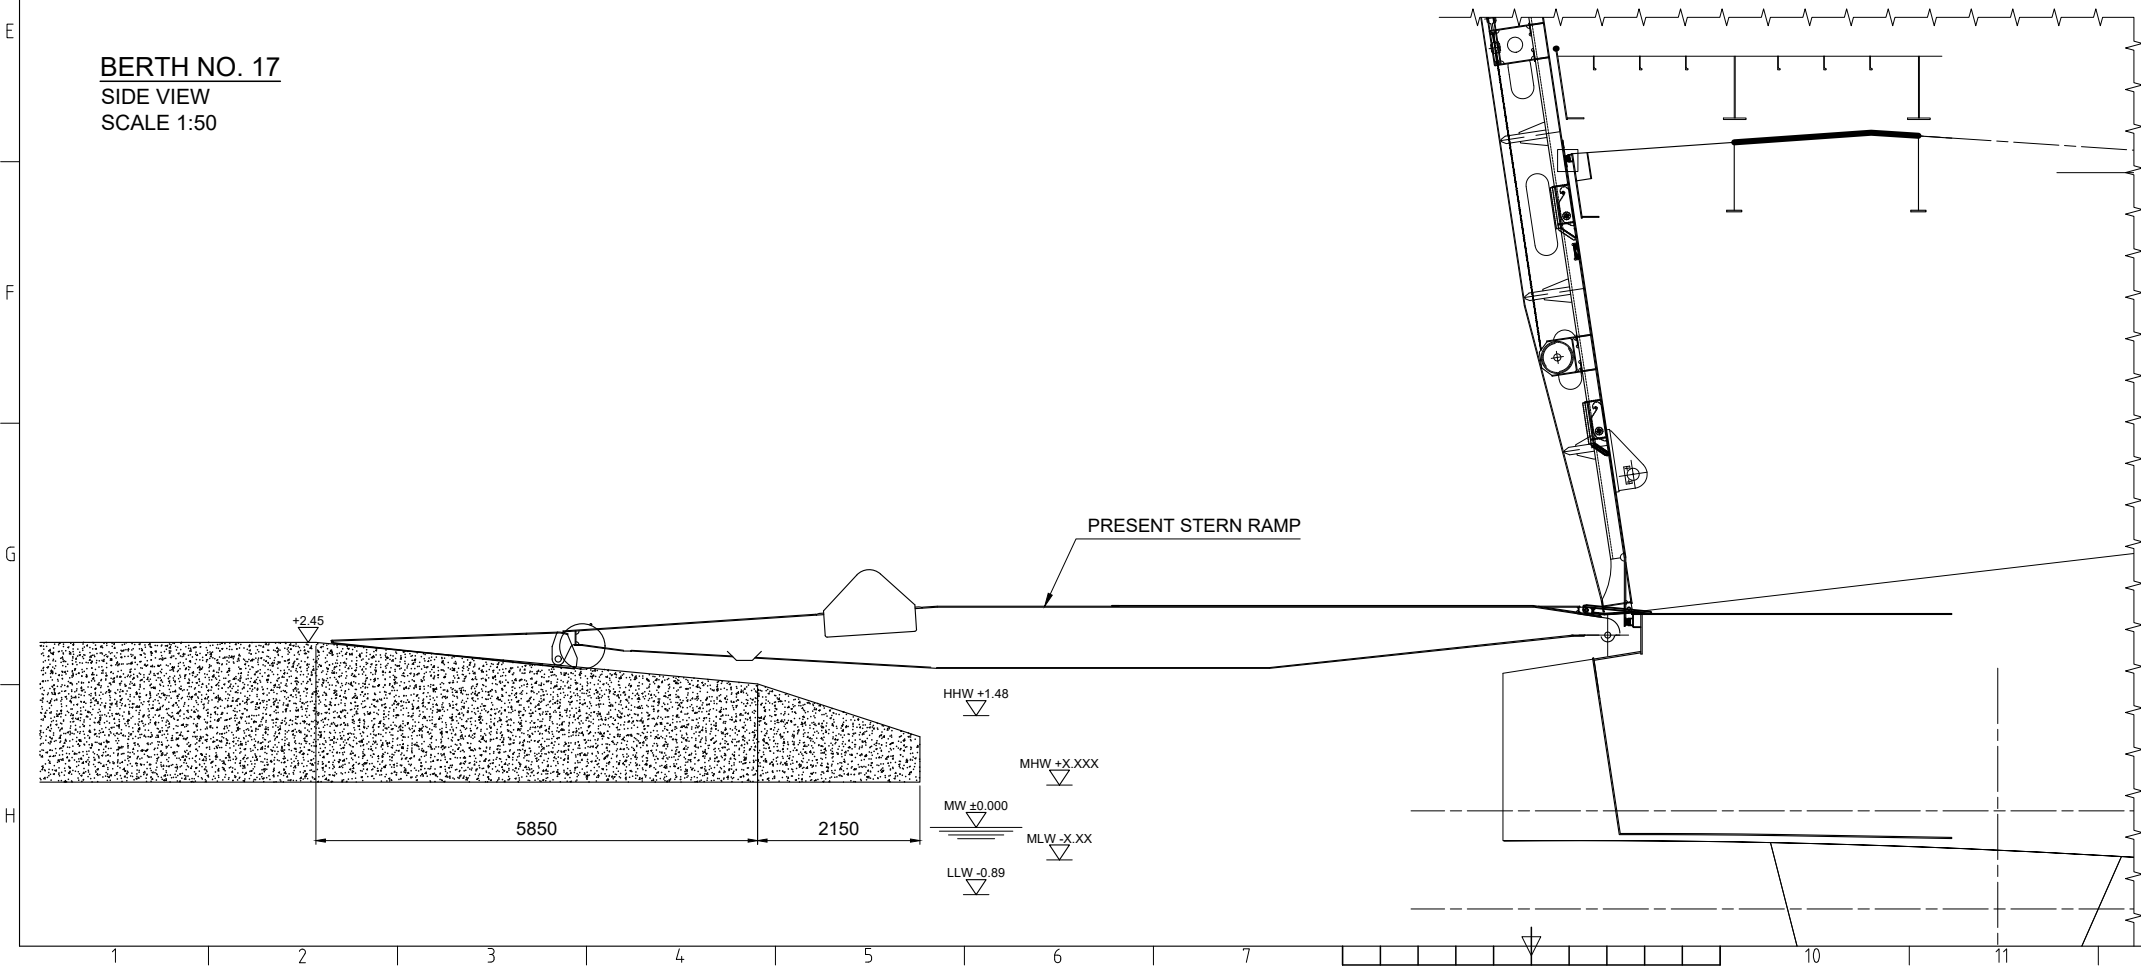 E
BERTH NO. 17
SIDE VIEW
SCALE 1:50
F
PRESENT STERN RAMP
G
+2.45
HHW +1.48
MHW +X.XXX
MW ±0.000
H
5850
2150
MLW -X.XX
LLW -0.89
1 2 3 4 5 6 7 10 11